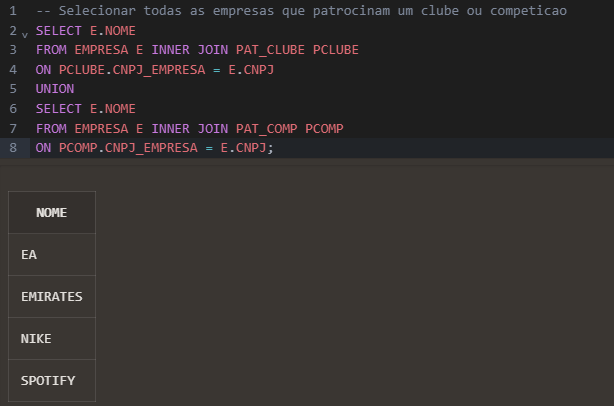 1 -- Selecionar todas as empresas que patrocinam um clube ou competicao
2 SELECT E.NOME
3 FROM EMPRESA E INNER JOIN PAT_CLUBE PCLUBE
4 ON PCLUBE.CNPJ_EMPRESA = E.CNPJ
5 UNION
6 SELECT E.NOME
7 FROM EMPRESA E INNER JOIN PAT_COMP PCOMP
8 ON PCOMP.CNPJ_EMPRESA = E.CNPJ;
NOME
EA
EMIRATES
NIKE
SPOTIFY